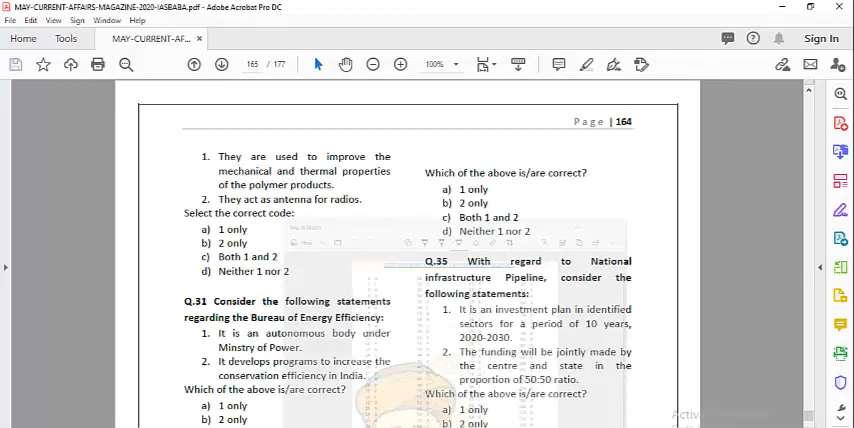 MAY-CURRENT-AFFAIRS-MAGAZINE-2020-IASBABA.pdf - Adobe Acrobat Pro DC
File Edit View Sign Window Help
Home Tools MAY-CURRENT-AF... × Sign In
165 / 177 100%
Page | 164
1. They are used to improve the
mechanical and thermal properties
of the polymer products.
2. They act as antenna for radios.
Select the correct code:
a) 1 only
b) 2 only
c) Both 1 and 2
d) Neither 1 nor 2
Q.31 Consider the following statements
regarding the Bureau of Energy Efficiency:
1. It is an autonomous body under
Minstry of Power.
2. It develops programs to increase the
conservation efficiency in India.
Which of the above is/are correct?
a) 1 only
b) 2 only
Which of the above is/are correct?
a) 1 only
b) 2 only
c) Both 1 and 2
d) Neither 1 nor 2
Q.35 With regard to National
infrastructure Pipeline, consider the
following statements:
1. It is an investment plan in identified
sectors for a period of 10 years,
2020-2030.
2. The funding will be jointly made by
the centre and state in the
proportion of 50:50 ratio.
Which of the above is/are correct?
a) 1 only
b) 2 only